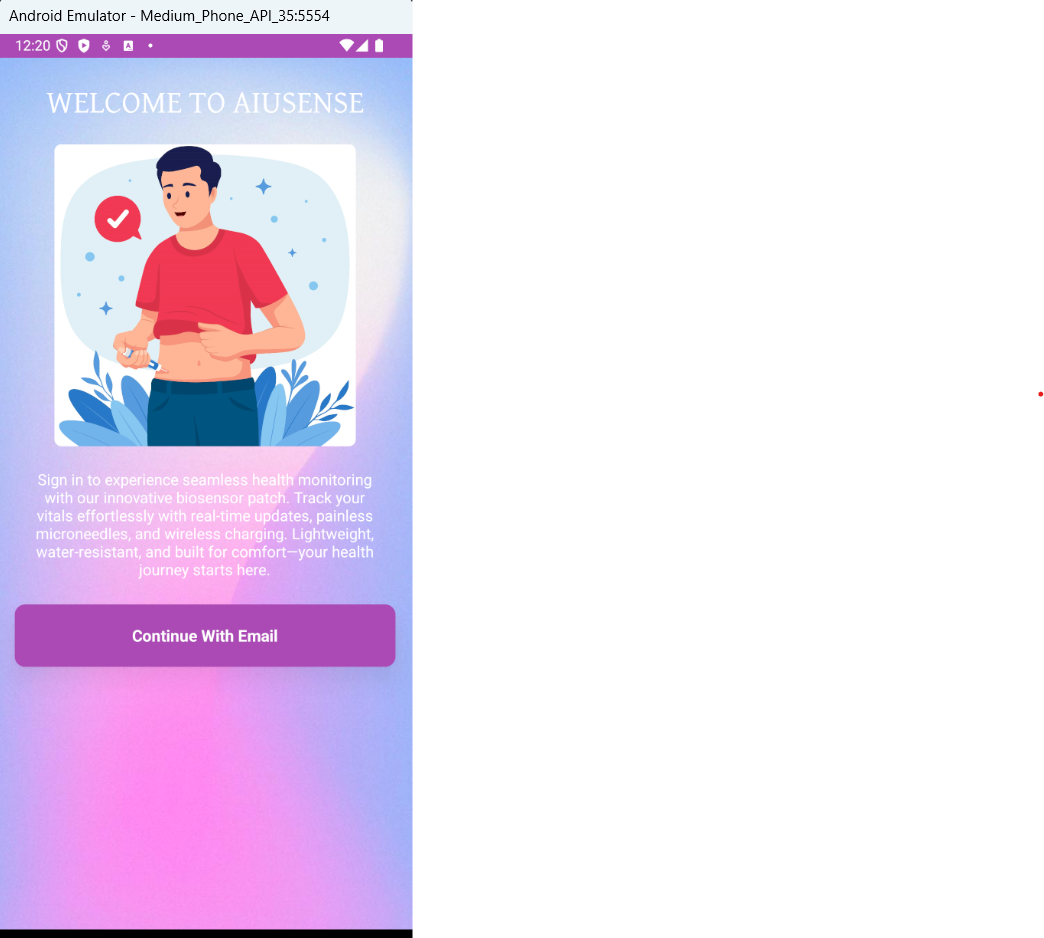 Android Emulator - Medium_Phone_API_35:5554
12:20
WELCOME TO AIUSENSE
Sign in to experience seamless health monitoring
with our innovative biosensor patch. Track your
vitals effortlessly with real-time updates, painless
microneedles, and wireless charging. Lightweight,
water-resistant, and built for comfort—your health
journey starts here.
Continue With Email